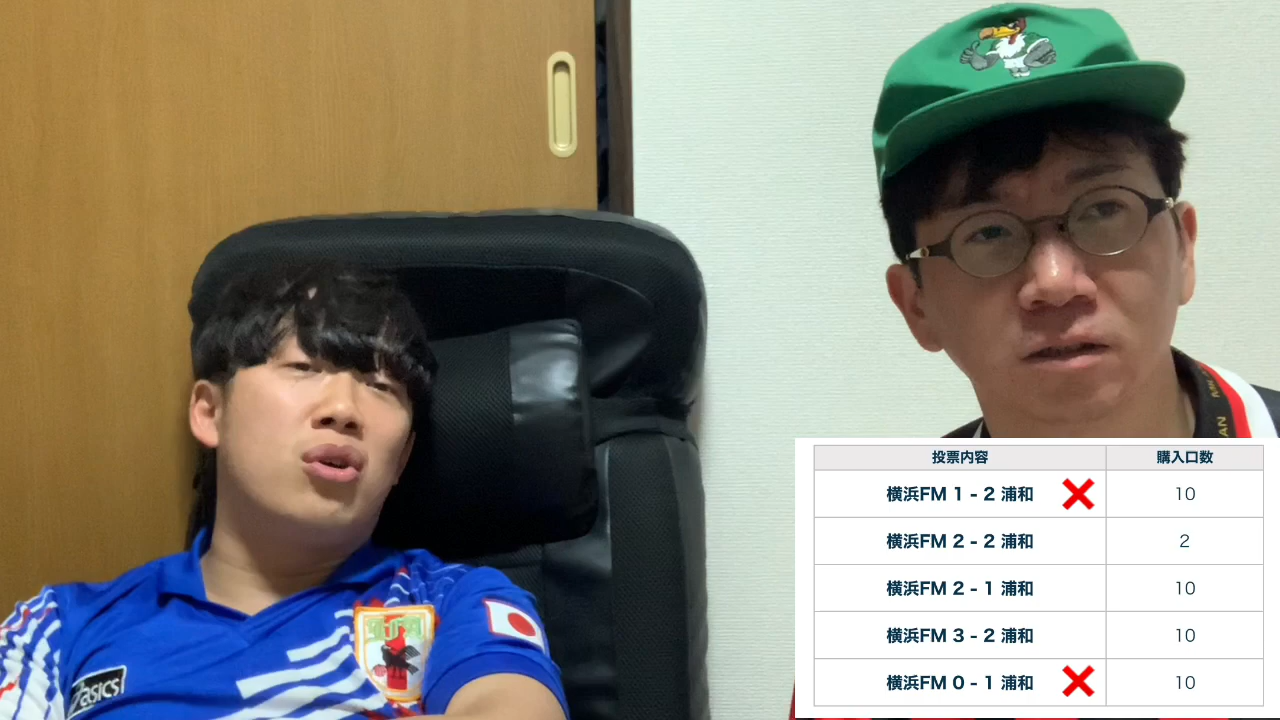 投票内容 購入口数
横浜FM 1 - 2 浦和 10
横浜FM 2 - 2 浦和 2
横浜FM 2 - 1 浦和 10
横浜FM 3 - 2 浦和 10
横浜FM 0 - 1 浦和 10
asics